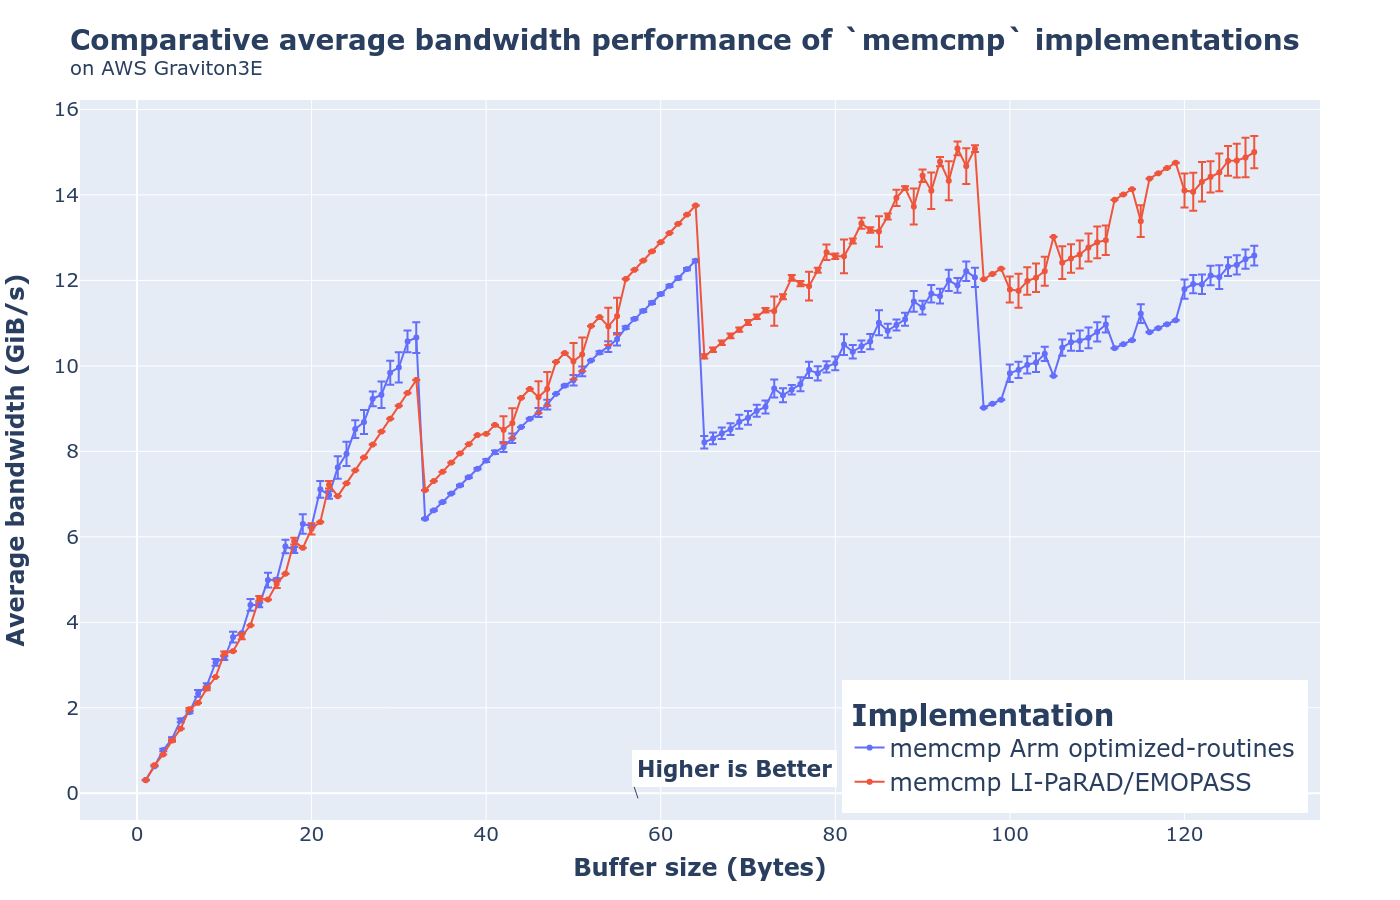 Comparative average bandwidth performance of `memcmp` implementations
on AWS Graviton3E
Average bandwidth (GiB/s)
16
14
12
10
8
6
4
2
0
Higher is Better
Implementation
memcmp Arm optimized-routines
memcmp LI-PaRAD/EMOPASS
0 20 40 60 80 100 120
Buffer size (Bytes)